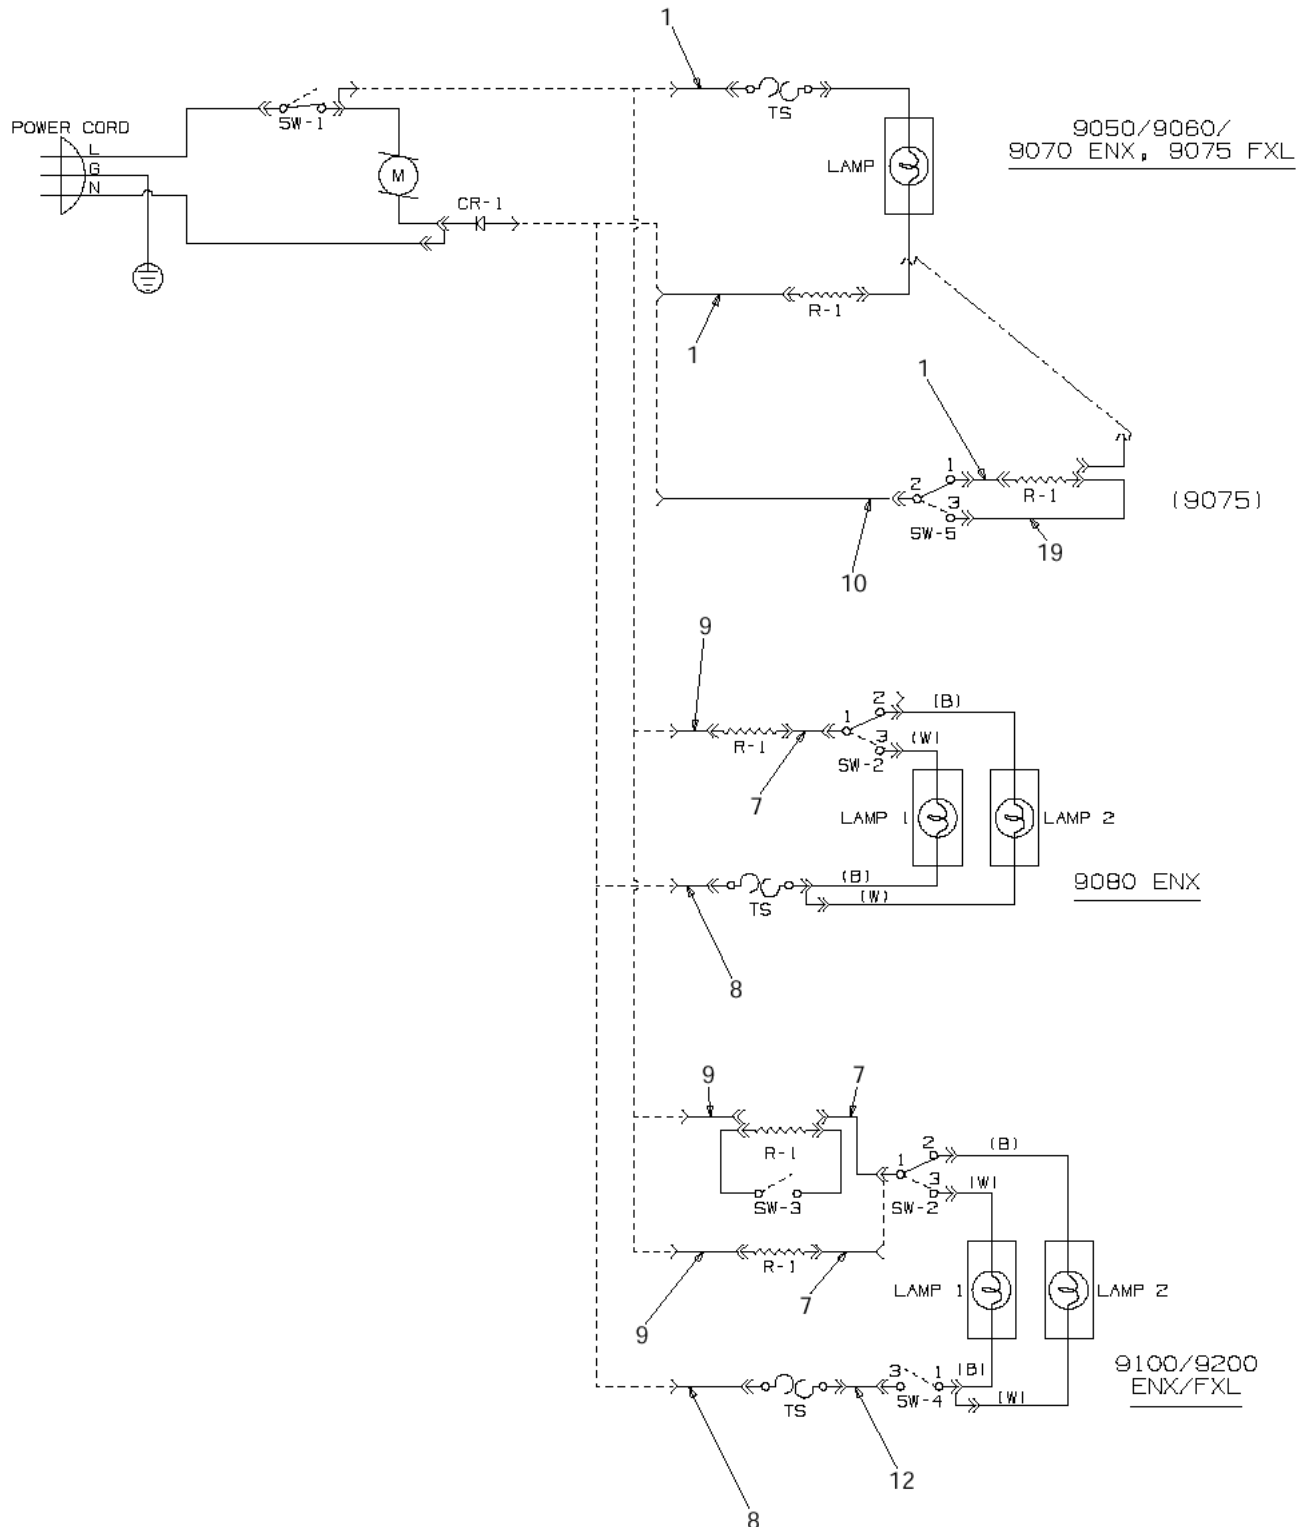 1
TS
POWER CORD
L
G
N
SW-1
M
CR-1
LAMP
9050/9060/
9070 ENX, 9075 FXL
R-1
1
1
1
2
3
R-1
SW-5
(9075)
10
19
9
R-1
7
1
2
3
(B)
(W)
SW-2
LAMP 1
LAMP 2
TS
(B)
(W)
9080 ENX
8
9
7
R-1
SW-3
1
2
3
(B)
(W)
SW-2
R-1
9
7
LAMP 1
LAMP 2
TS
3
1
SW-4
(B)
(W)
9100/9200
ENX/FXL
12
8